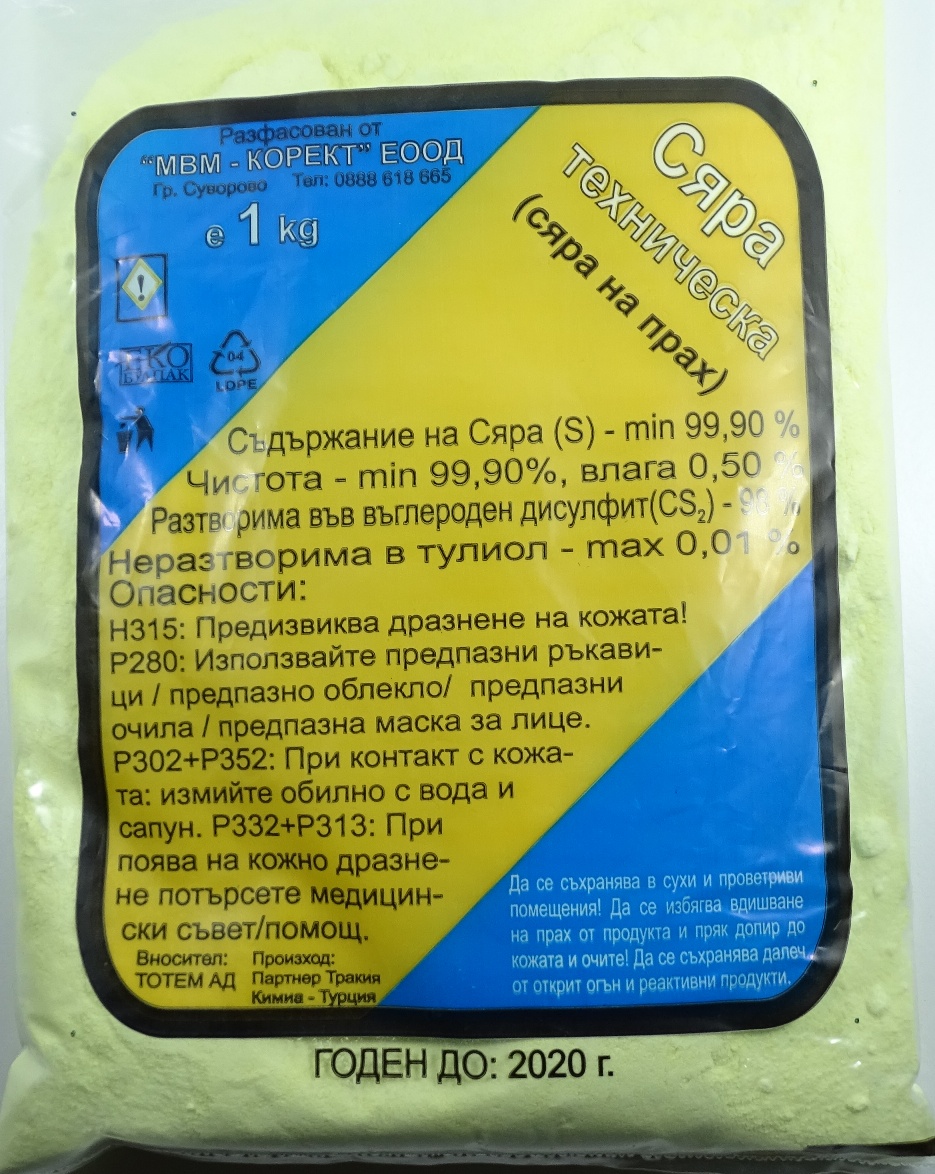 Разфасован от
"МВМ - КОРЕКТ" ЕООД
Гр. Суворово Тел: 0888 618 665
e 1 kg
Сяра
техническа
(сяра на прах)
ЕКО
БУЛПАК
04
LDPE
Съдържание на Сяра (S) - min 99,90 %
Чистота - min 99,90%, влага 0,50 %
Разтворима във въглероден дисулфит(CS₂) - 98 %
Неразтворима в тулиол - max 0,01 %
Опасности:
H315: Предизвиква дразнене на кожата!
P280: Използвайте предпазни ръкави-
ци / предпазно облекло/ предпазни
очила / предпазна маска за лице.
P302+P352: При контакт с кожа-
та: измийте обилно с вода и
сапун. P332+P313: При
поява на кожно дразне-
не потърсете медицин-
ски съвет/помощ.
Вносител: Произход:
ТОТЕМ АД Партнер Тракия
Кимиа - Турция
Да се съхранява в сухи и проветриви
помещения! Да се избягва вдишване
на прах от продукта и пряк допир до
кожата и очите! Да се съхранява далеч
от открит огън и реактивни продукти.
ГОДЕН ДО: 2020 г.